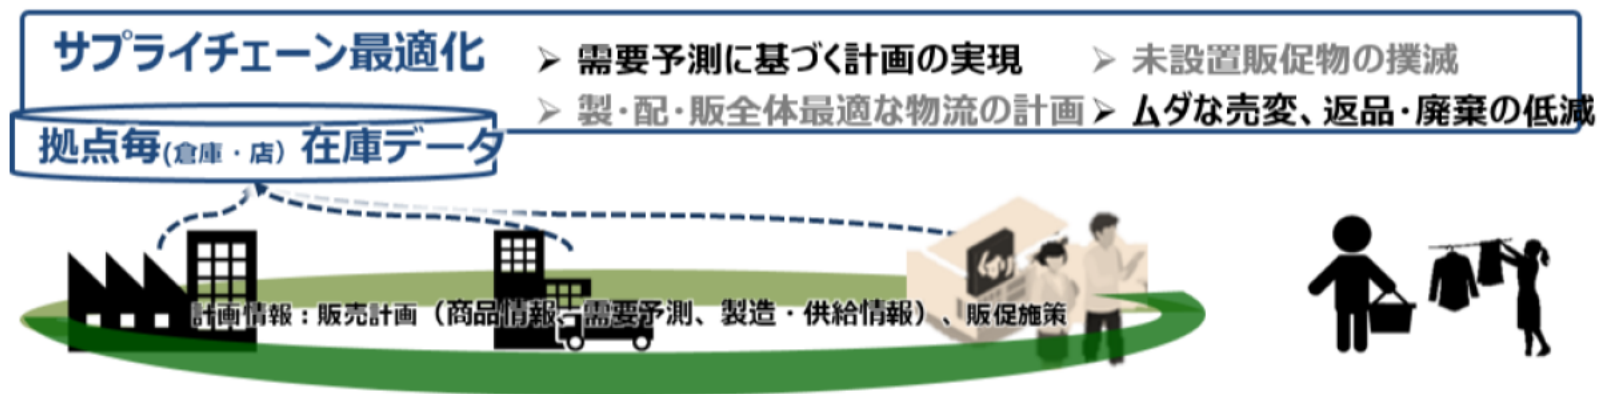 サプライチェーン最適化
➢ 需要予測に基づく計画の実現
➢ 未設置販促物の撲滅
➢ 製・配・販全体最適な物流の計画
➢ ムダな売変、返品・廃棄の低減
拠点毎(倉庫・店）在庫データ
計画情報：販売計画（商品情報、需要予測、製造・供給情報）、販促施策